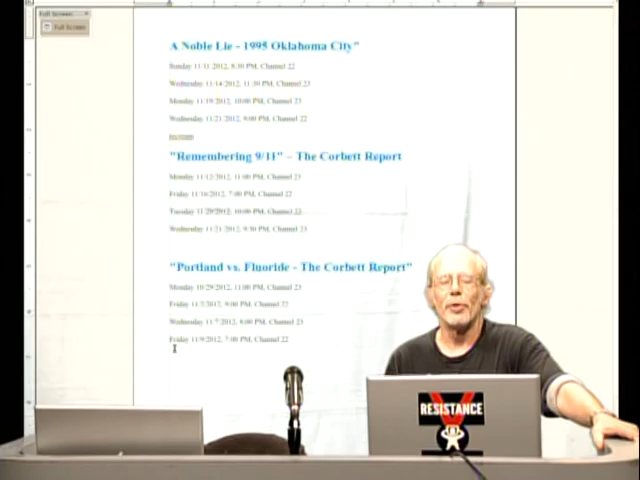 Full Screen
Full Screen
A Noble Lie - 1995 Oklahoma City"
Sunday 11/11/2012, 8:30 PM, Channel 22
Wednesday 11/14/2012, 11:30 PM, Channel 23
Monday 11/19/2012, 10:00 PM, Channel 23
Wednesday 11/21/2012, 9:00 PM, Channel 22
"Remembering 9/11" – The Corbett Report
Monday 11/12/2012, 11:00 PM, Channel 23
Friday 11/16/2012, 7:00 PM, Channel 22
Tuesday 11/20/2012, 10:00 PM, Channel 22
Wednesday 11/21/2012, 9:30 PM, Channel 23
"Portland vs. Fluoride - The Corbett Report"
Monday 10/29/2012, 11:00 PM, Channel 23
Friday 11/2/2012, 9:00 PM, Channel 22
Wednesday 11/7/2012, 8:00 PM, Channel 23
Friday 11/9/2012, 7:00 PM, Channel 22
RESISTANCE